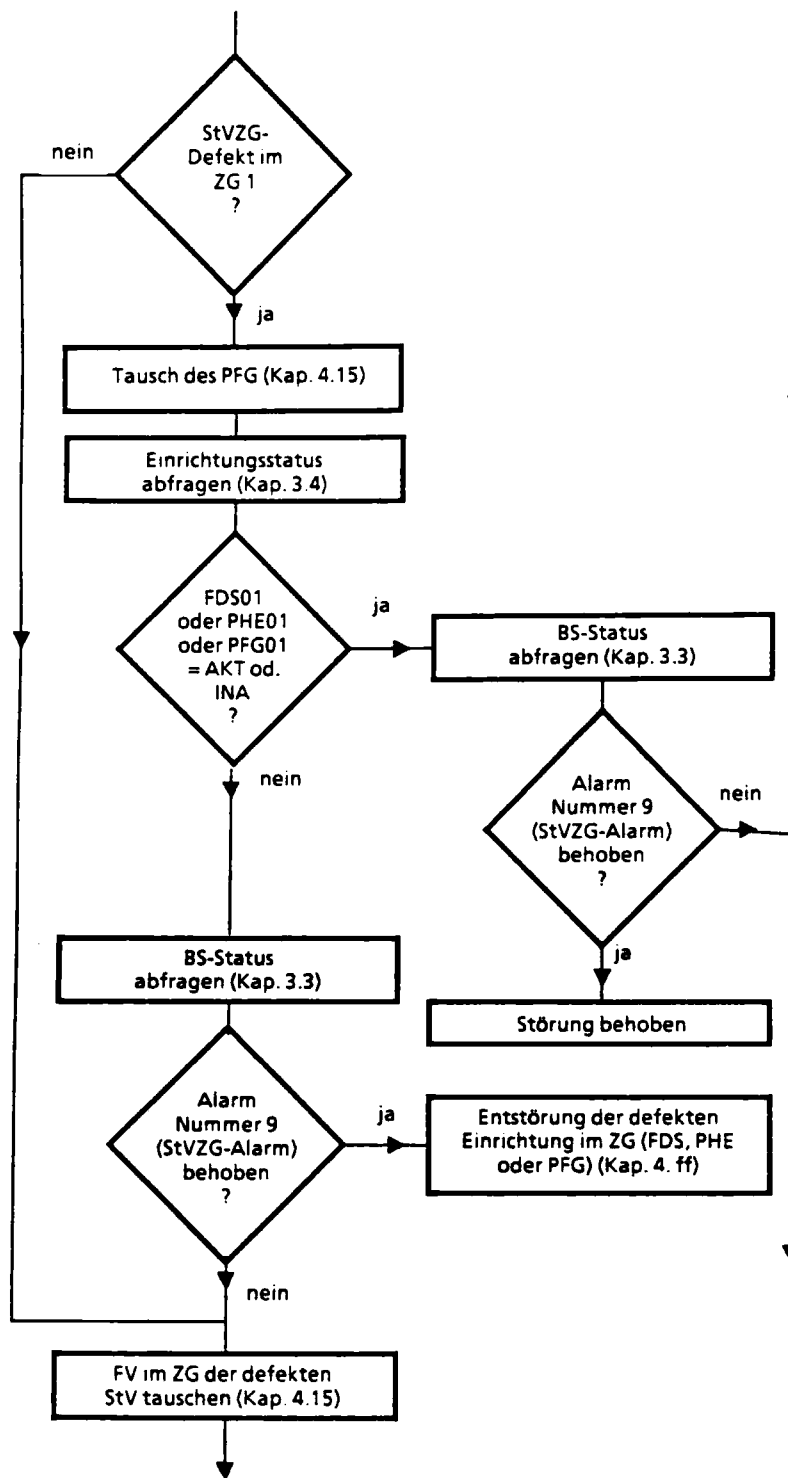 StVZG-
Defekt im
ZG 1
?
nein
ja
Tausch des PFG (Kap. 4.15)
Einrichtungsstatus
abfragen (Kap. 3.4)
FDS01
oder PHE01
oder PFG01
= AKT od.
INA
?
ja
nein
BS-Status
abfragen (Kap. 3.3)
Alarm
Nummer 9
(StVZG-Alarm)
behoben
?
nein
ja
Störung behoben
BS-Status
abfragen (Kap. 3.3)
Alarm
Nummer 9
(StVZG-Alarm)
behoben
?
ja
nein
Entstörung der defekten
Einrichtung im ZG (FDS, PHE
oder PFG) (Kap. 4. ff)
FV im ZG der defekten
StV tauschen (Kap. 4.15)